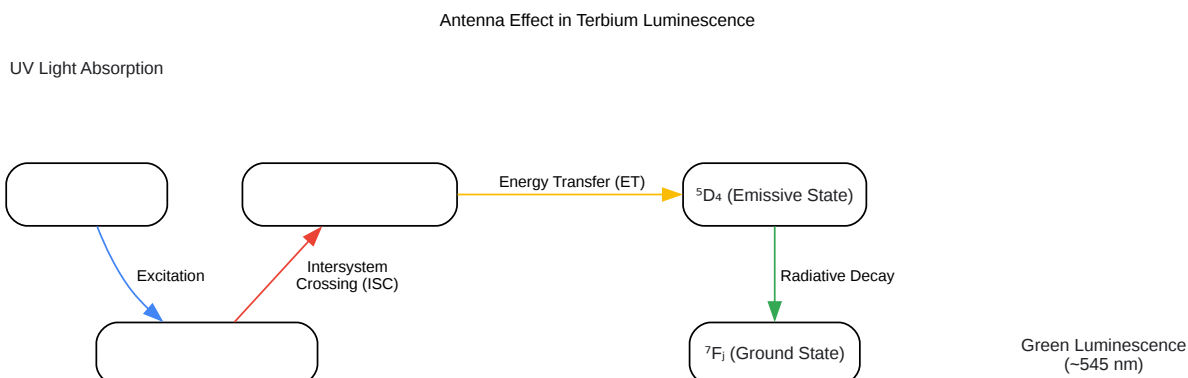 Antenna Effect in Terbium Luminescence
UV Light Absorption
Energy Transfer (ET)
⁵D₄ (Emissive State)
Excitation
Intersystem
Crossing (ISC)
Radiative Decay
⁷Fⱼ (Ground State)
Green Luminescence
(~545 nm)